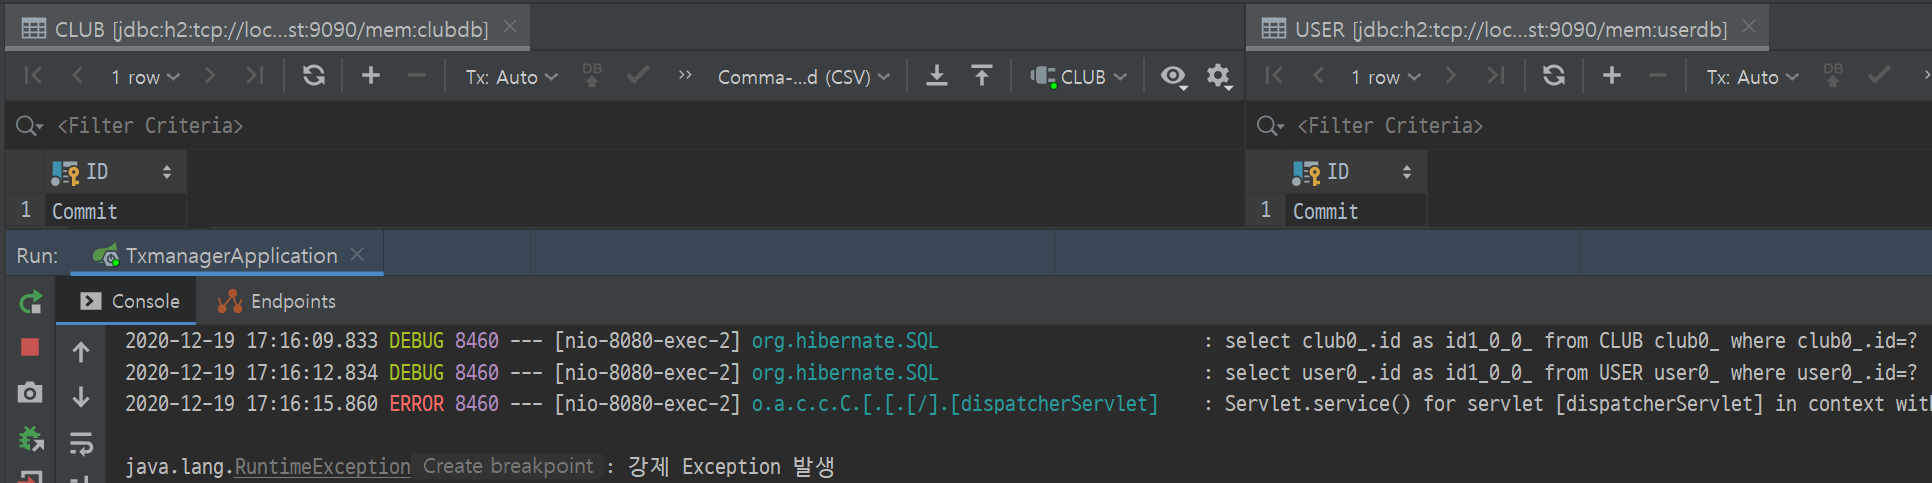 CLUB [jdbc:h2:tcp://loc...st:9090/mem:clubdb]
USER [jdbc:h2:tcp://loc...st:9090/mem:userdb]
1 row
Tx: Auto
DB
Comma-...d (CSV)
CLUB
1 row
Tx: Auto
DB
<Filter Criteria>
<Filter Criteria>
ID
ID
1 Commit
1 Commit
Run: TxmanagerApplication
Console Endpoints
2020-12-19 17:16:09.833 DEBUG 8460 --- [nio-8080-exec-2] org.hibernate.SQL : select club0_.id as id1_0_0_ from CLUB club0_ where club0_.id=?
2020-12-19 17:16:12.834 DEBUG 8460 --- [nio-8080-exec-2] org.hibernate.SQL : select user0_.id as id1_0_0_ from USER user0_ where user0_.id=?
2020-12-19 17:16:15.860 ERROR 8460 --- [nio-8080-exec-2] o.a.c.c.C.[.[.[/].[dispatcherServlet] : Servlet.service() for servlet [dispatcherServlet] in context with
java.lang.RuntimeException Create breakpoint : 강제 Exception 발생